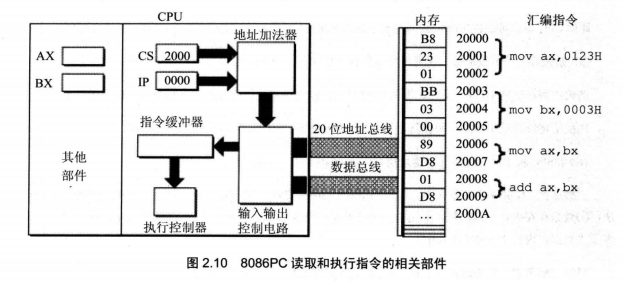 CPU
地址加法器
内存
汇编指令
AX
BX
CS 2000
IP 0000
指令缓冲器
其他
部件
执行控制器
输入输出
控制电路
20 位地址总线
数据总线
B8 20000
23 20001 mov ax,0123H
01 20002
BB 20003
03 20004 mov bx,0003H
00 20005
89 20006 mov ax,bx
D8 20007
01 20008 add ax,bx
D8 20009
… 2000A
图 2.10 8086PC 读取和执行指令的相关部件